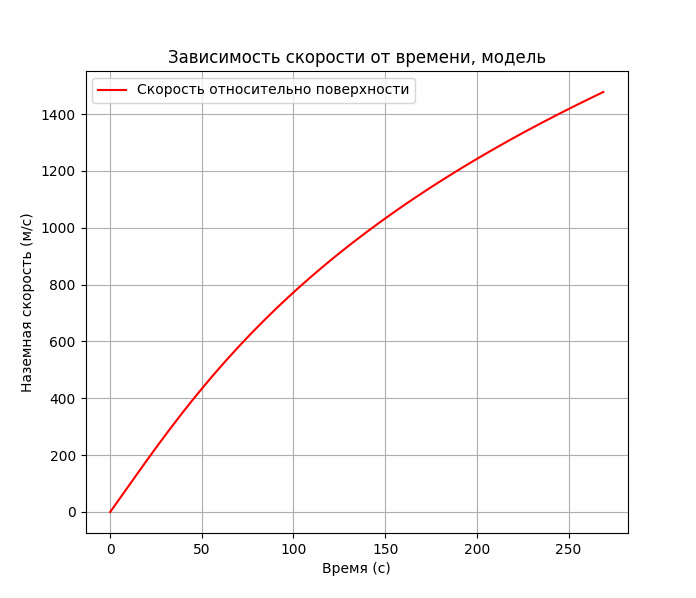 Зависимость скорости от времени, модель
Скорость относительно поверхности
Наземная скорость (м/с)
1400
1200
1000
800
600
400
200
0
0 50 100 150 200 250
Время (с)